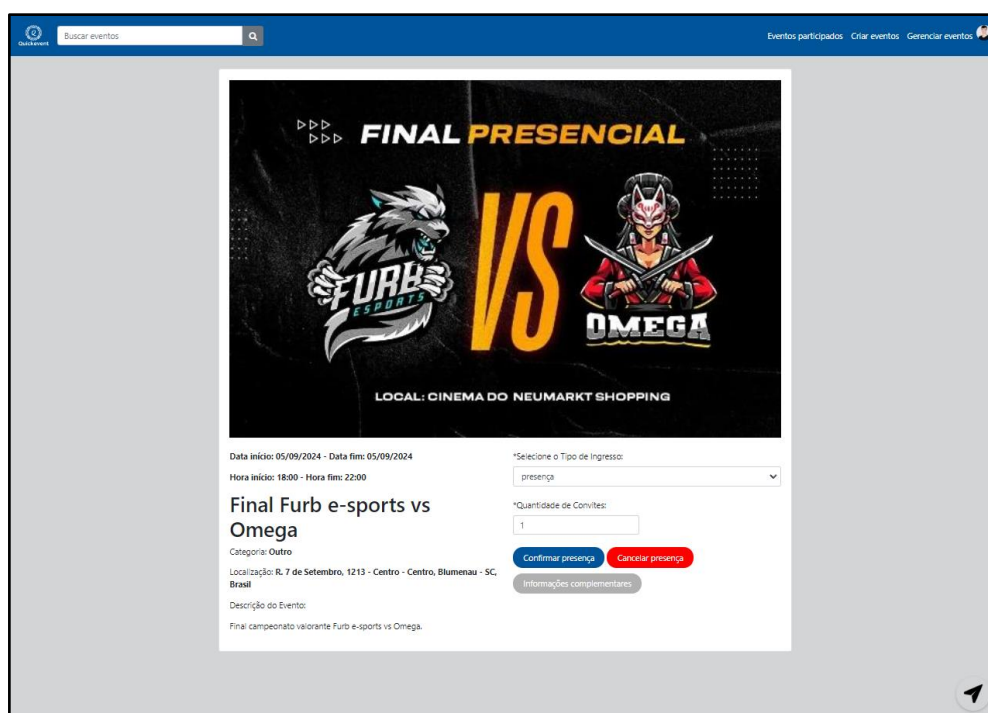 Quickevent
Buscar eventos
Eventos participados Criar eventos Gerenciar eventos
FINAL PRESENCIAL
FURB
ESPORTS
VS
OMEGA
LOCAL: CINEMA DO NEUMARKT SHOPPING
Data início: 05/09/2024 - Data fim: 05/09/2024
Hora início: 18:00 - Hora fim: 22:00
Final Furb e-sports vs
Omega
Categoria: Outro
Localização: R. 7 de Setembro, 1213 - Centro - Centro, Blumenau - SC,
Brasil
Descrição do Evento:
Final campeonato valorante Furb e-sports vs Omega.
*Selecione o Tipo de Ingresso:
presença
*Quantidade de Convites:
1
Confirmar presença
Cancelar presença
Informações complementares